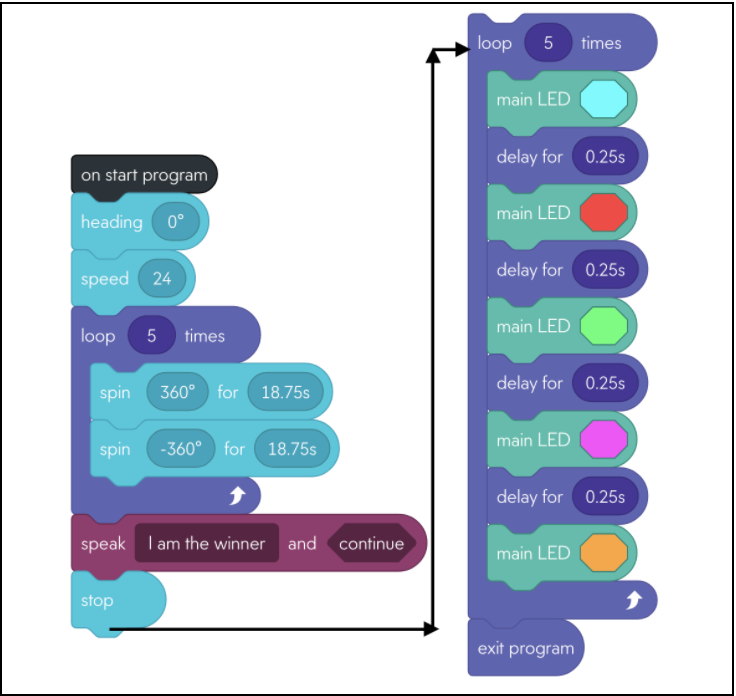 on start program
heading 0°
speed 24
loop 5 times
spin 360° for 18.75s
spin -360° for 18.75s
speak I am the winner and continue
stop
loop 5 times
main LED
delay for 0.25s
main LED
delay for 0.25s
main LED
delay for 0.25s
main LED
delay for 0.25s
main LED
exit program